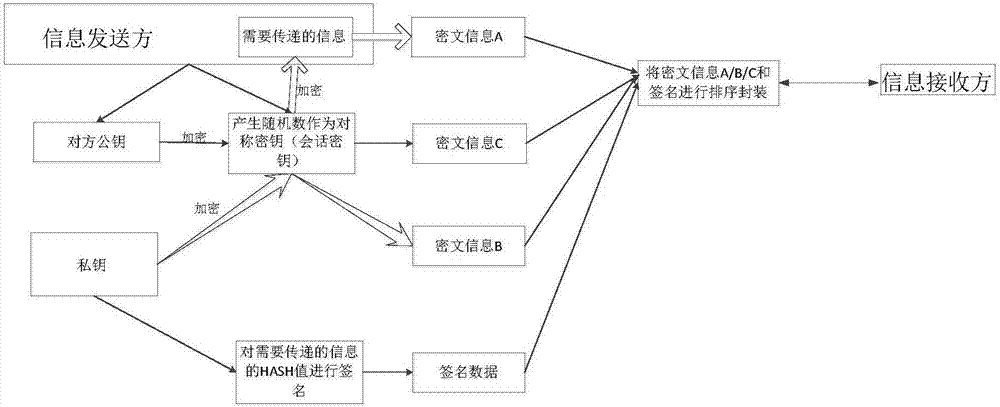 信息发送方
需要传递的信息
密文信息A
加密
将密文信息A/B/C和
签名进行排序封装
信息接收方
对方公钥
加密
产生随机数作为对
称密钥（会话密
钥）
密文信息C
加密
密文信息B
私钥
对需要传递的信息
的HASH值进行签
名
签名数据